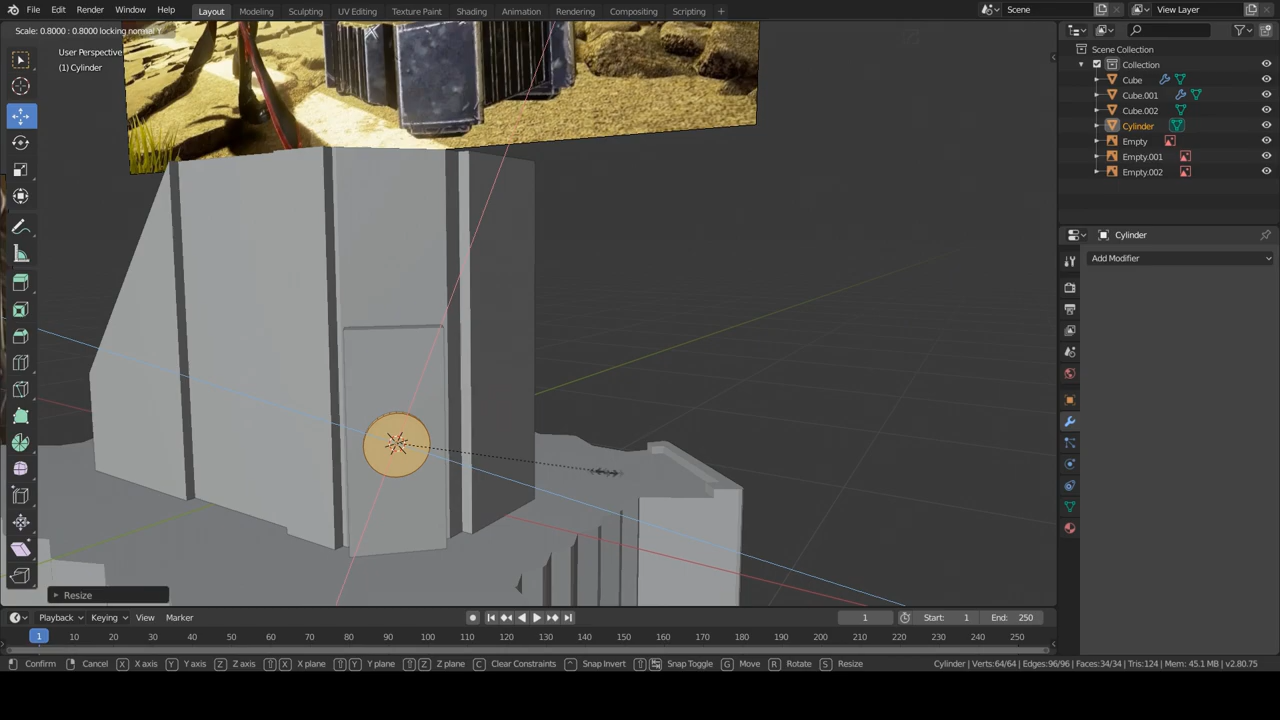 File Edit Render Window Help Layout Modeling Sculpting UV Editing Texture Paint Shading Animation Rendering Compositing Scripting + Scene View Layer
Scale: 0.8000 : 0.8000 locking normal Y
User Perspective
(1) Cylinder
Scene Collection
Collection
Cube
Cube.001
Cube.002
Cylinder
Empty
Empty.001
Empty.002
Cylinder
Add Modifier
Resize
Playback Keying View Marker 1 Start: 1 End: 250
1 10 20 30 40 50 60 70 80 90 100 110 120 130 140 150 160 170 180 190 200 210 220 230 240 250
Confirm Cancel X X axis Y Y axis Z Z axis X X plane Y Y plane Z Z plane C Clear Constraints Snap Invert Snap Toggle G Move R Rotate S Resize Cylinder | Verts:64/64 | Edges:96/96 | Faces:34/34 | Tris:124 | Mem: 45.1 MB | v2.80.75